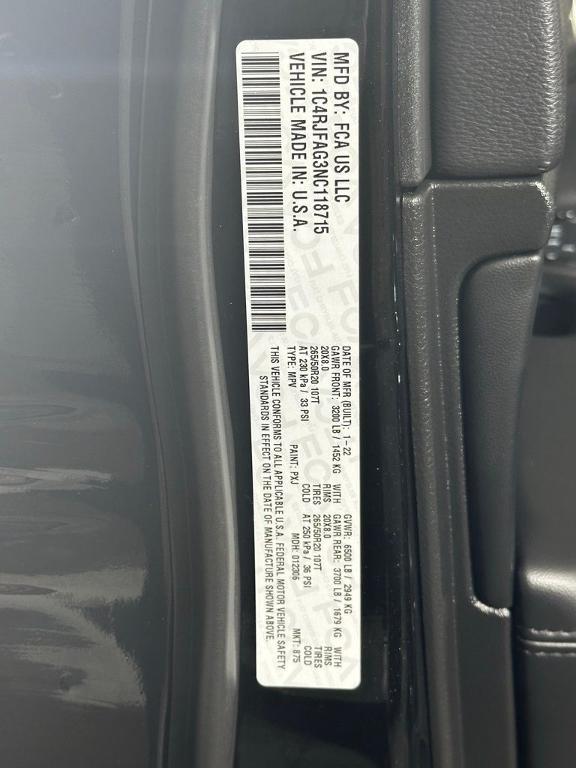 MFD BY: FCA US LLC
VIN: 1C4RJFAG3NC118715
VEHICLE MADE IN: U.S.A.
DATE OF MFR (BUILT): 1-22 GVWR: 6500 LB / 2949 KG
GAWR FRONT: 3200 LB / 1452 KG WITH GAWR REAR: 3700 LB / 1679 KG WITH
20X8.0 RIMS 20X8.0 RIMS
265/50R20 107T TIRES 265/50R20 107T TIRES
AT 230 kPa / 33 PSI COLD AT 250 kPa / 36 PSI COLD
TYPE: MPV PAINT: PXJ MDH: 012306 MKT: 875
THIS VEHICLE CONFORMS TO ALL APPLICABLE U.S.A. FEDERAL MOTOR VEHICLE SAFETY
STANDARDS IN EFFECT ON THE DATE OF MANUFACTURE SHOWN ABOVE.